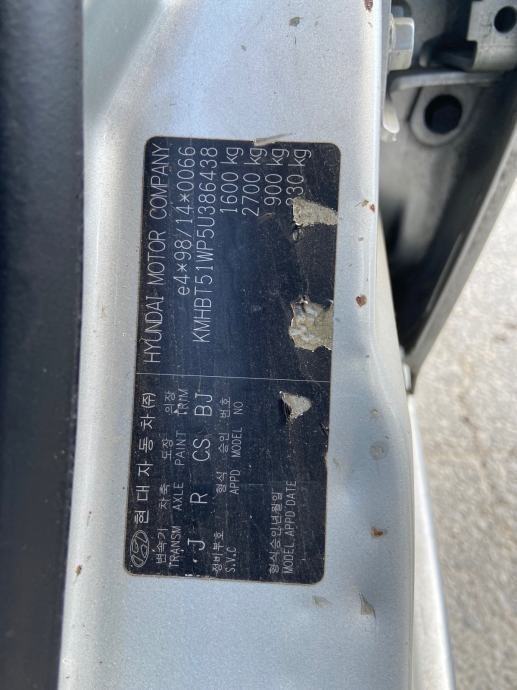 현대자동차(주) HYUNDAI MOTOR COMPANY
변속기 차축 도장 인장
TRANSM AXLE PAINT TRIM
e4*98/14*0066
J R CS BJ
KMHBT51WP5U386438
정비부호 형식 승인 번호
1600 kg
S.V.C APPD MODEL NO
2700 kg
900 kg
형식승인년월일
830 kg
MODEL APPD DATE